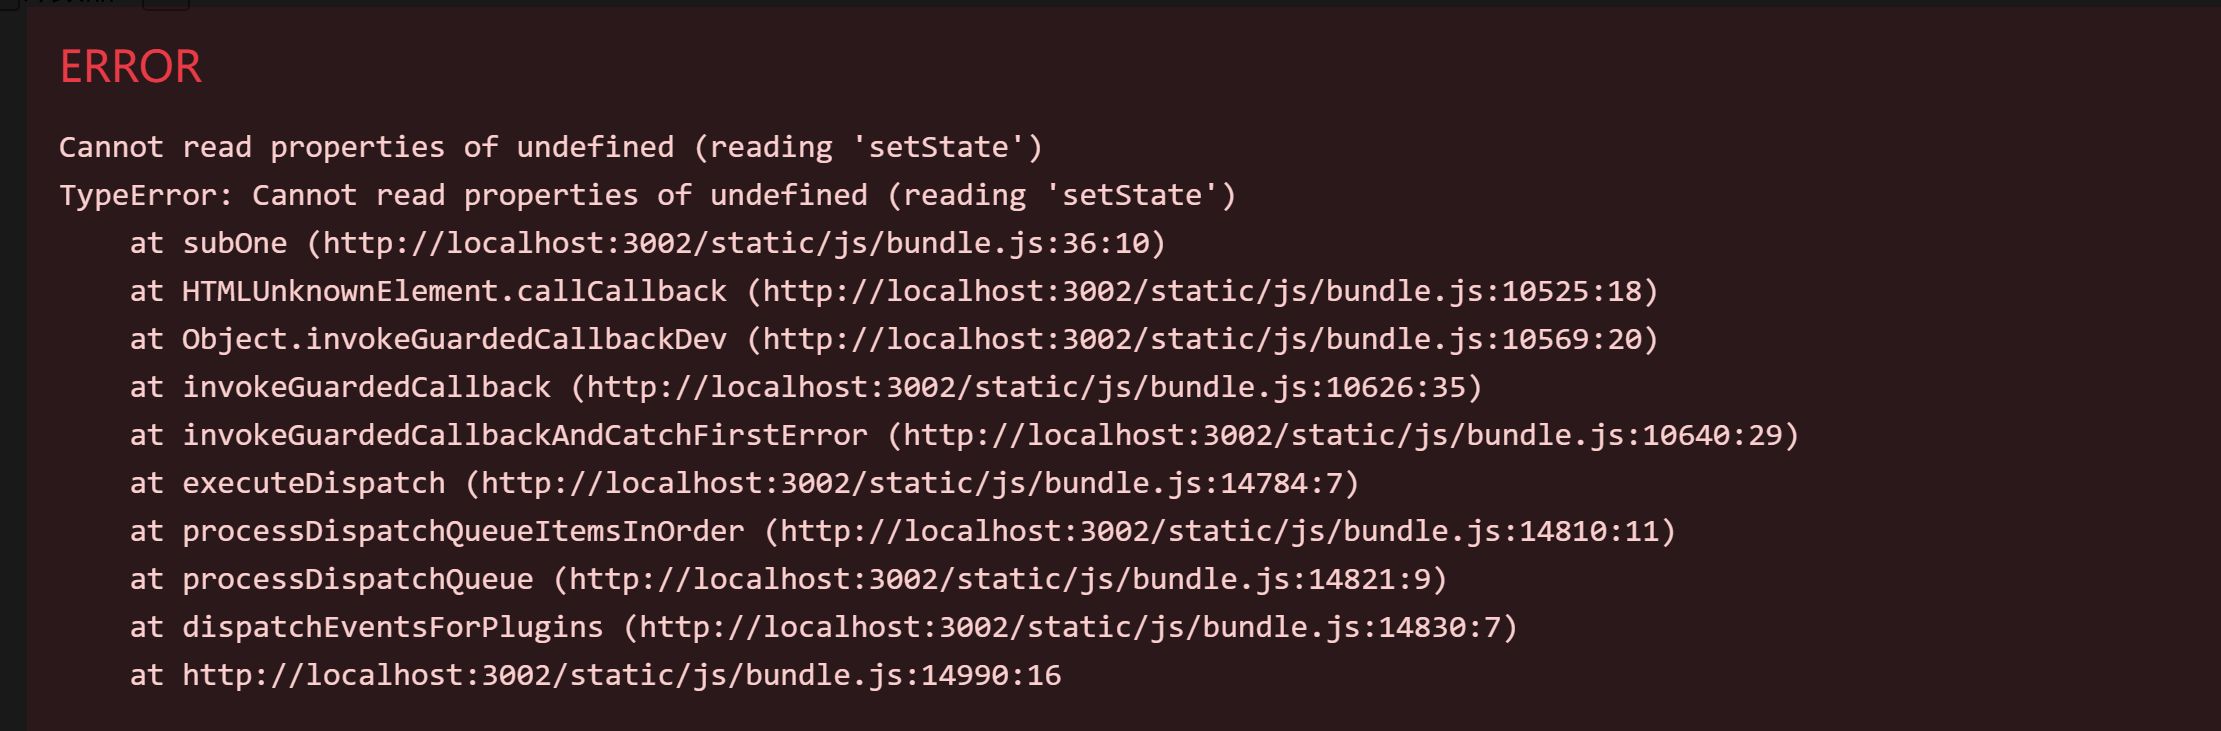 ERROR
Cannot read properties of undefined (reading 'setState')
TypeError: Cannot read properties of undefined (reading 'setState')
at subOne (http://localhost:3002/static/js/bundle.js:36:10)
at HTMLUnknownElement.callCallback (http://localhost:3002/static/js/bundle.js:10525:18)
at Object.invokeGuardedCallbackDev (http://localhost:3002/static/js/bundle.js:10569:20)
at invokeGuardedCallback (http://localhost:3002/static/js/bundle.js:10626:35)
at invokeGuardedCallbackAndCatchFirstError (http://localhost:3002/static/js/bundle.js:10640:29)
at executeDispatch (http://localhost:3002/static/js/bundle.js:14784:7)
at processDispatchQueueItemsInOrder (http://localhost:3002/static/js/bundle.js:14810:11)
at processDispatchQueue (http://localhost:3002/static/js/bundle.js:14821:9)
at dispatchEventsForPlugins (http://localhost:3002/static/js/bundle.js:14830:7)
at http://localhost:3002/static/js/bundle.js:14990:16